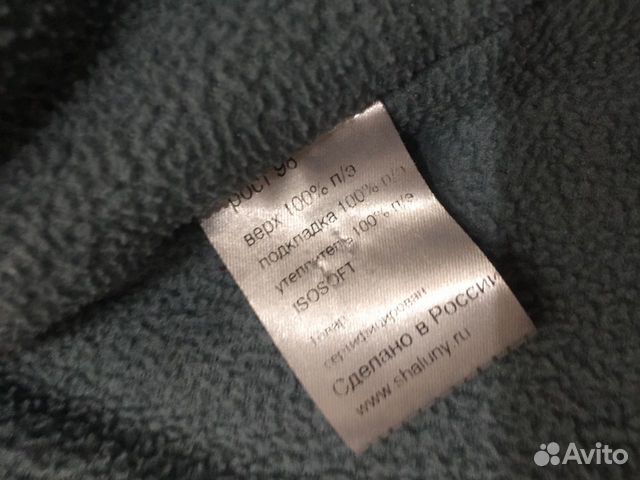 рост 98
верх 100% п/э
подкладка 100% п/э
утеплитель 100% п/э
ISOSOFT
Товар
сертифицирован
Сделано в России
www.shaluny.ru
Avito